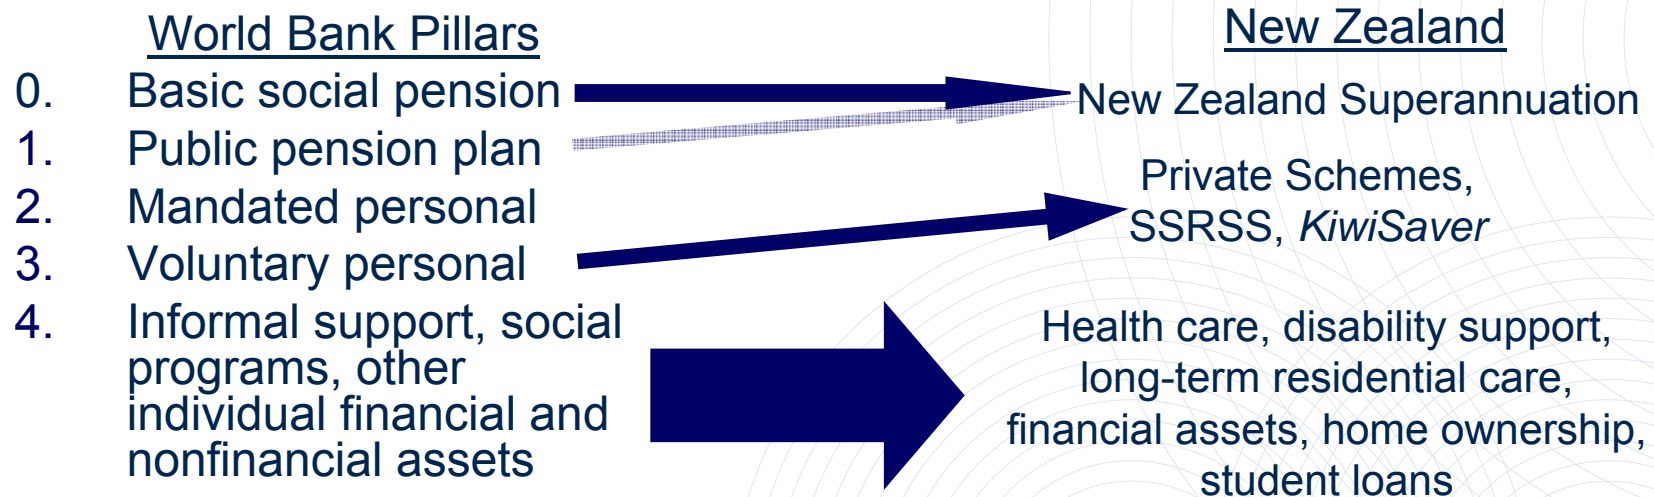 World Bank Pillars
0. Basic social pension
1. Public pension plan
2. Mandated personal
3. Voluntary personal
4. Informal support, social
programs, other
individual financial and
nonfinancial assets
New Zealand
New Zealand Superannuation
Private Schemes,
SSRSS, KiwiSaver
Health care, disability support,
long-term residential care,
financial assets, home ownership,
student loans